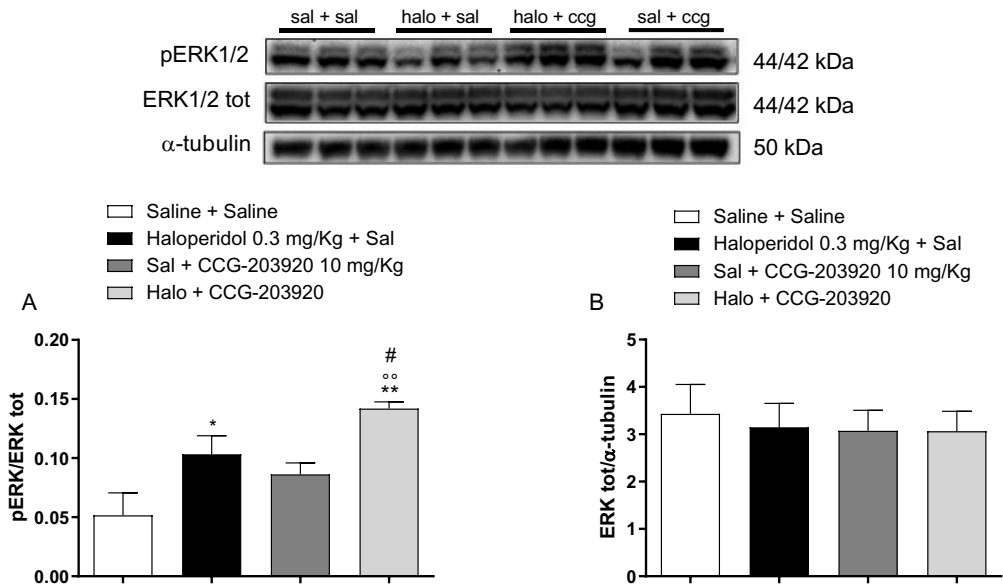 sal + sal halo + sal halo + ccg sal + ccg
pERK1/2 44/42 kDa
ERK1/2 tot 44/42 kDa
α-tubulin 50 kDa
Saline + Saline
Haloperidol 0.3 mg/Kg + Sal
Sal + CCG-203920 10 mg/Kg
Halo + CCG-203920
A
pERK/ERK tot
0.20
0.15
0.10
0.05
0.00
*
#
°°
**
Saline + Saline
Haloperidol 0.3 mg/Kg + Sal
Sal + CCG-203920 10 mg/Kg
Halo + CCG-203920
B
ERK tot/α-tubulin
5
4
3
2
1
0